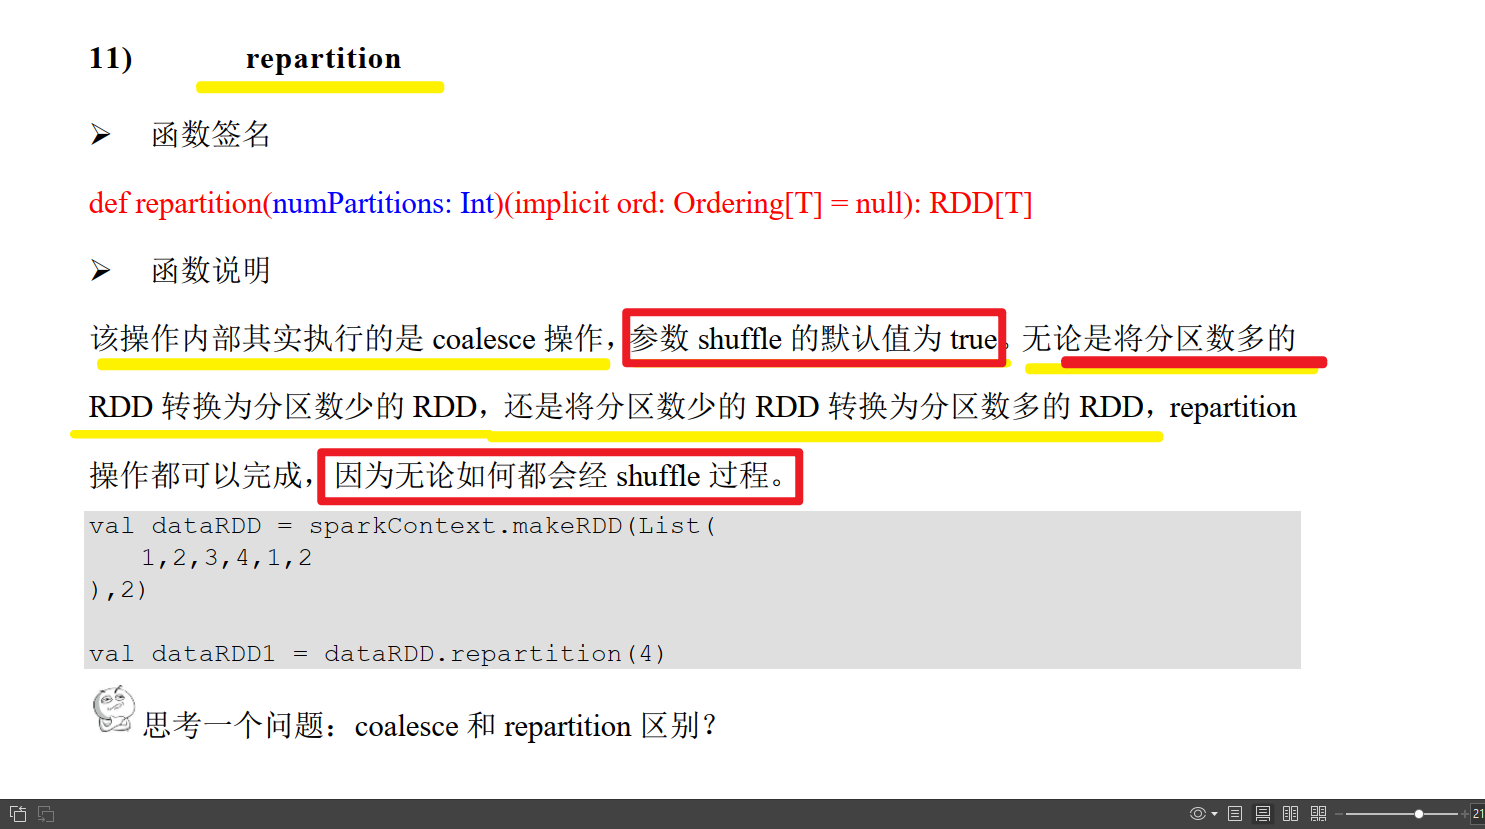 11) repartition
➢ 函数签名
def repartition(numPartitions: Int)(implicit ord: Ordering[T] = null): RDD[T]
➢ 函数说明
该操作内部其实执行的是 coalesce 操作，参数 shuffle 的默认值为 true。无论是将分区数多的
RDD 转换为分区数少的 RDD，还是将分区数少的 RDD 转换为分区数多的 RDD，repartition
操作都可以完成，因为无论如何都会经 shuffle 过程。
val dataRDD = sparkContext.makeRDD(List(
1,2,3,4,1,2
),2)
val dataRDD1 = dataRDD.repartition(4)
思考一个问题：coalesce 和 repartition 区别？
21